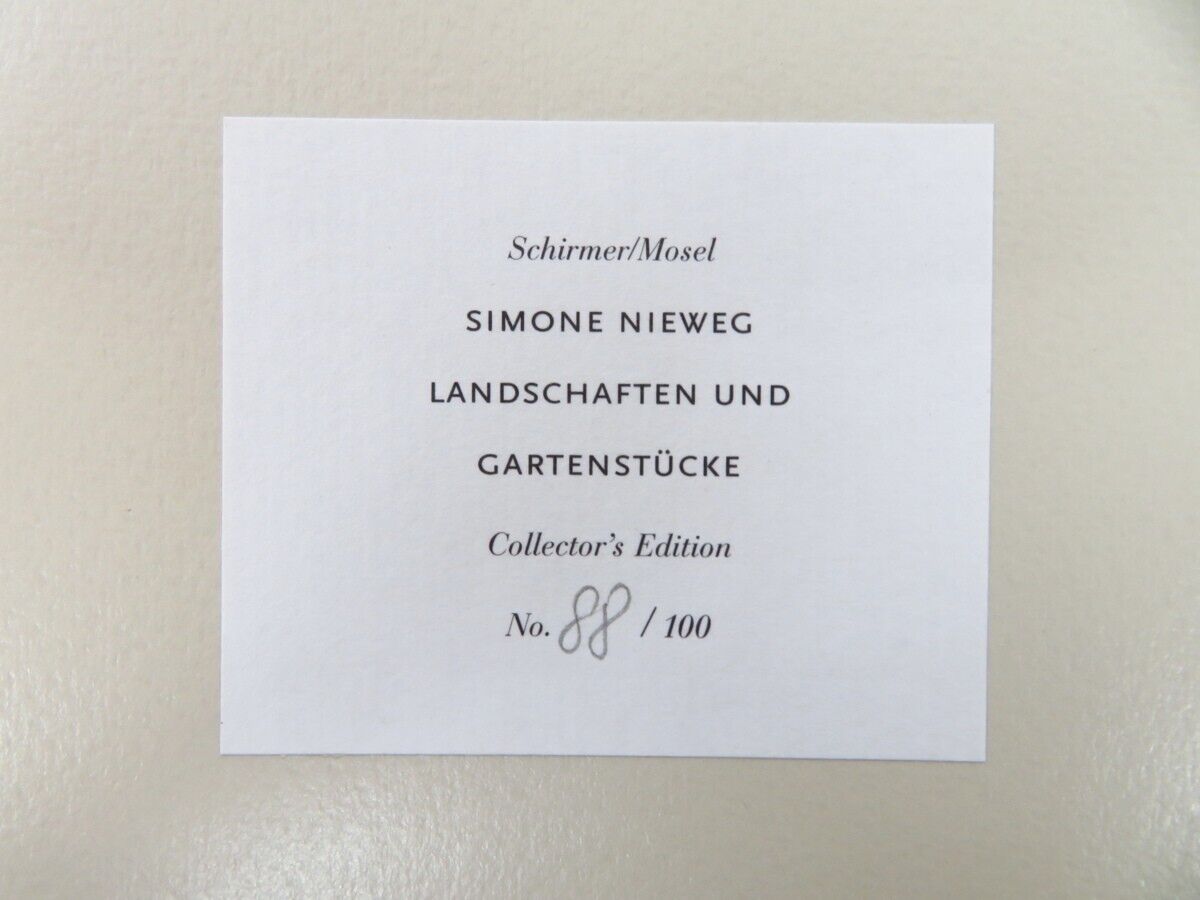 Schirmer/Mosel
SIMONE NIEWEG
LANDSCHAFTEN UND
GARTENSTÜCKE
Collector's Edition
No. 88 / 100